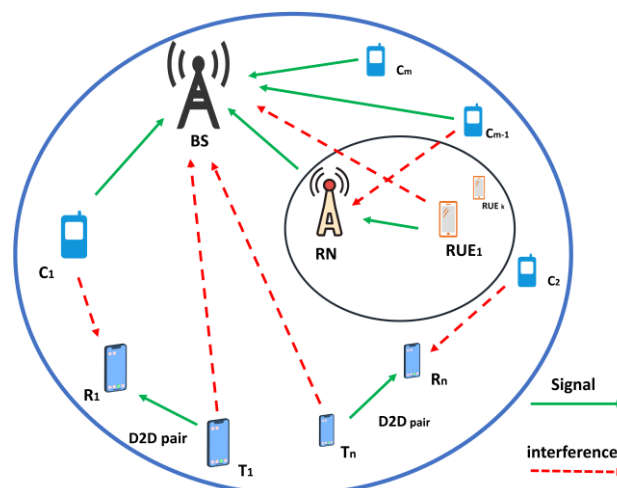 Cm
BS
Cm-1
RUE k
RN
RUE1
C1
C2
R1
Rn
Signal
D2D pair
D2D pair
T1
Tn
interference